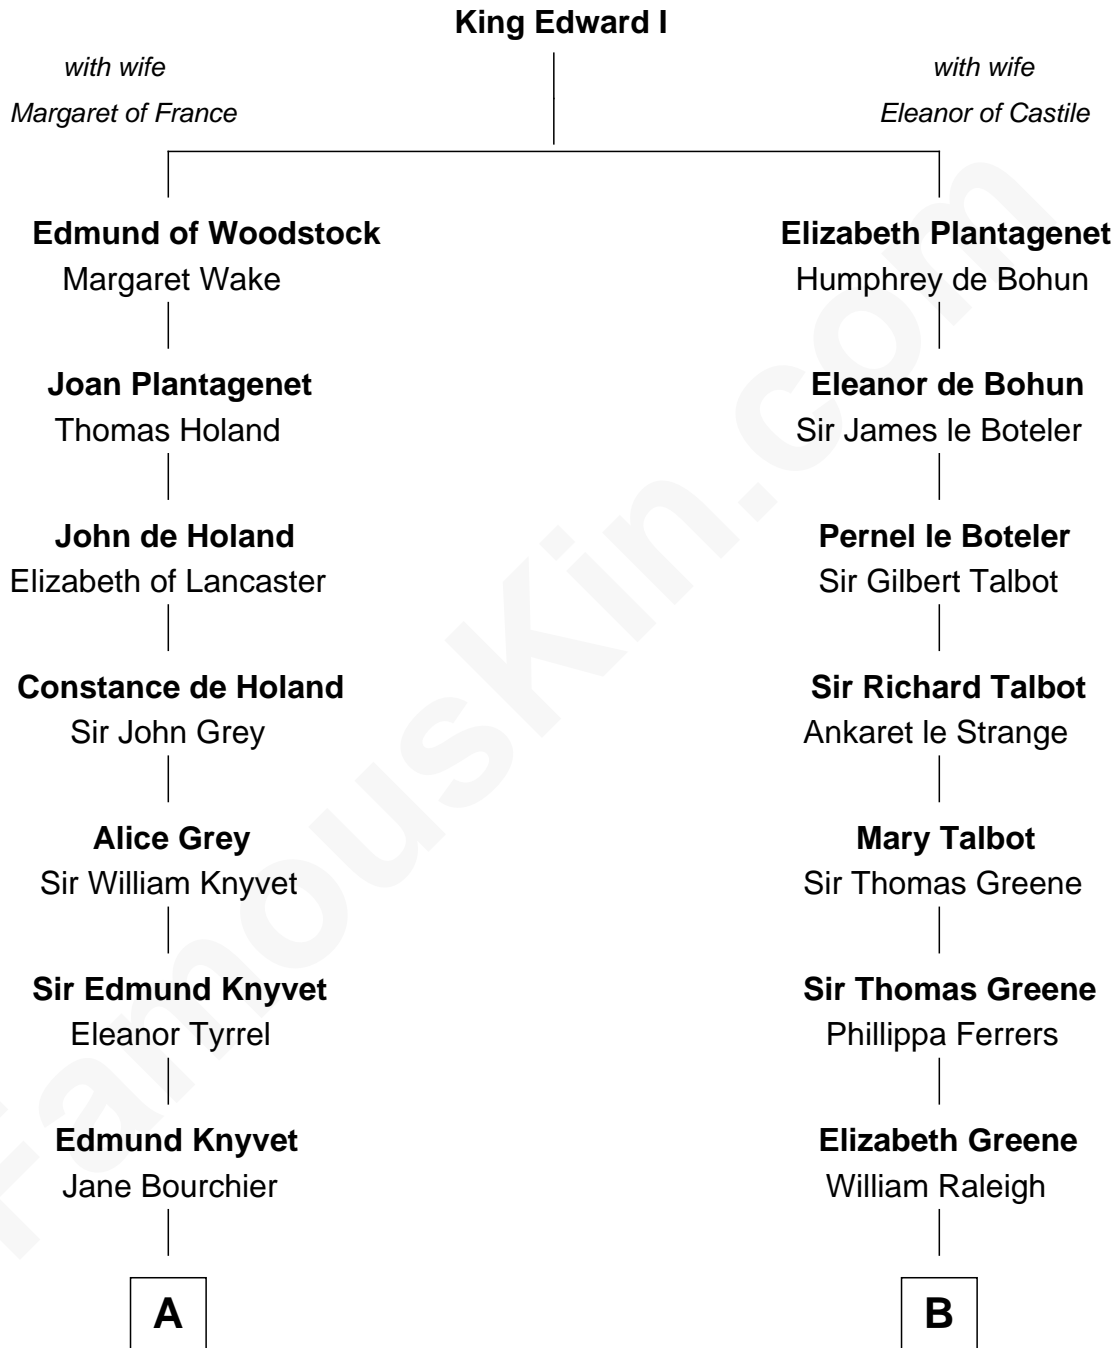 King Edward I
with wife
Margaret of France
with wife
Eleanor of Castile
Edmund of Woodstock
Margaret Wake
Elizabeth Plantagenet
Humphrey de Bohun
Joan Plantagenet
Thomas Holand
Eleanor de Bohun
Sir James le Boteler
John de Holand
Elizabeth of Lancaster
Pernel le Boteler
Sir Gilbert Talbot
Constance de Holand
Sir John Grey
Sir Richard Talbot
Ankaret le Strange
Alice Grey
Sir William Knyvet
Mary Talbot
Sir Thomas Greene
Sir Edmund Knyvet
Eleanor Tyrrel
Sir Thomas Greene
Phillippa Ferrers
Edmund Knyvet
Jane Bourchier
Elizabeth Greene
William Raleigh
A
B
FamousKin.com